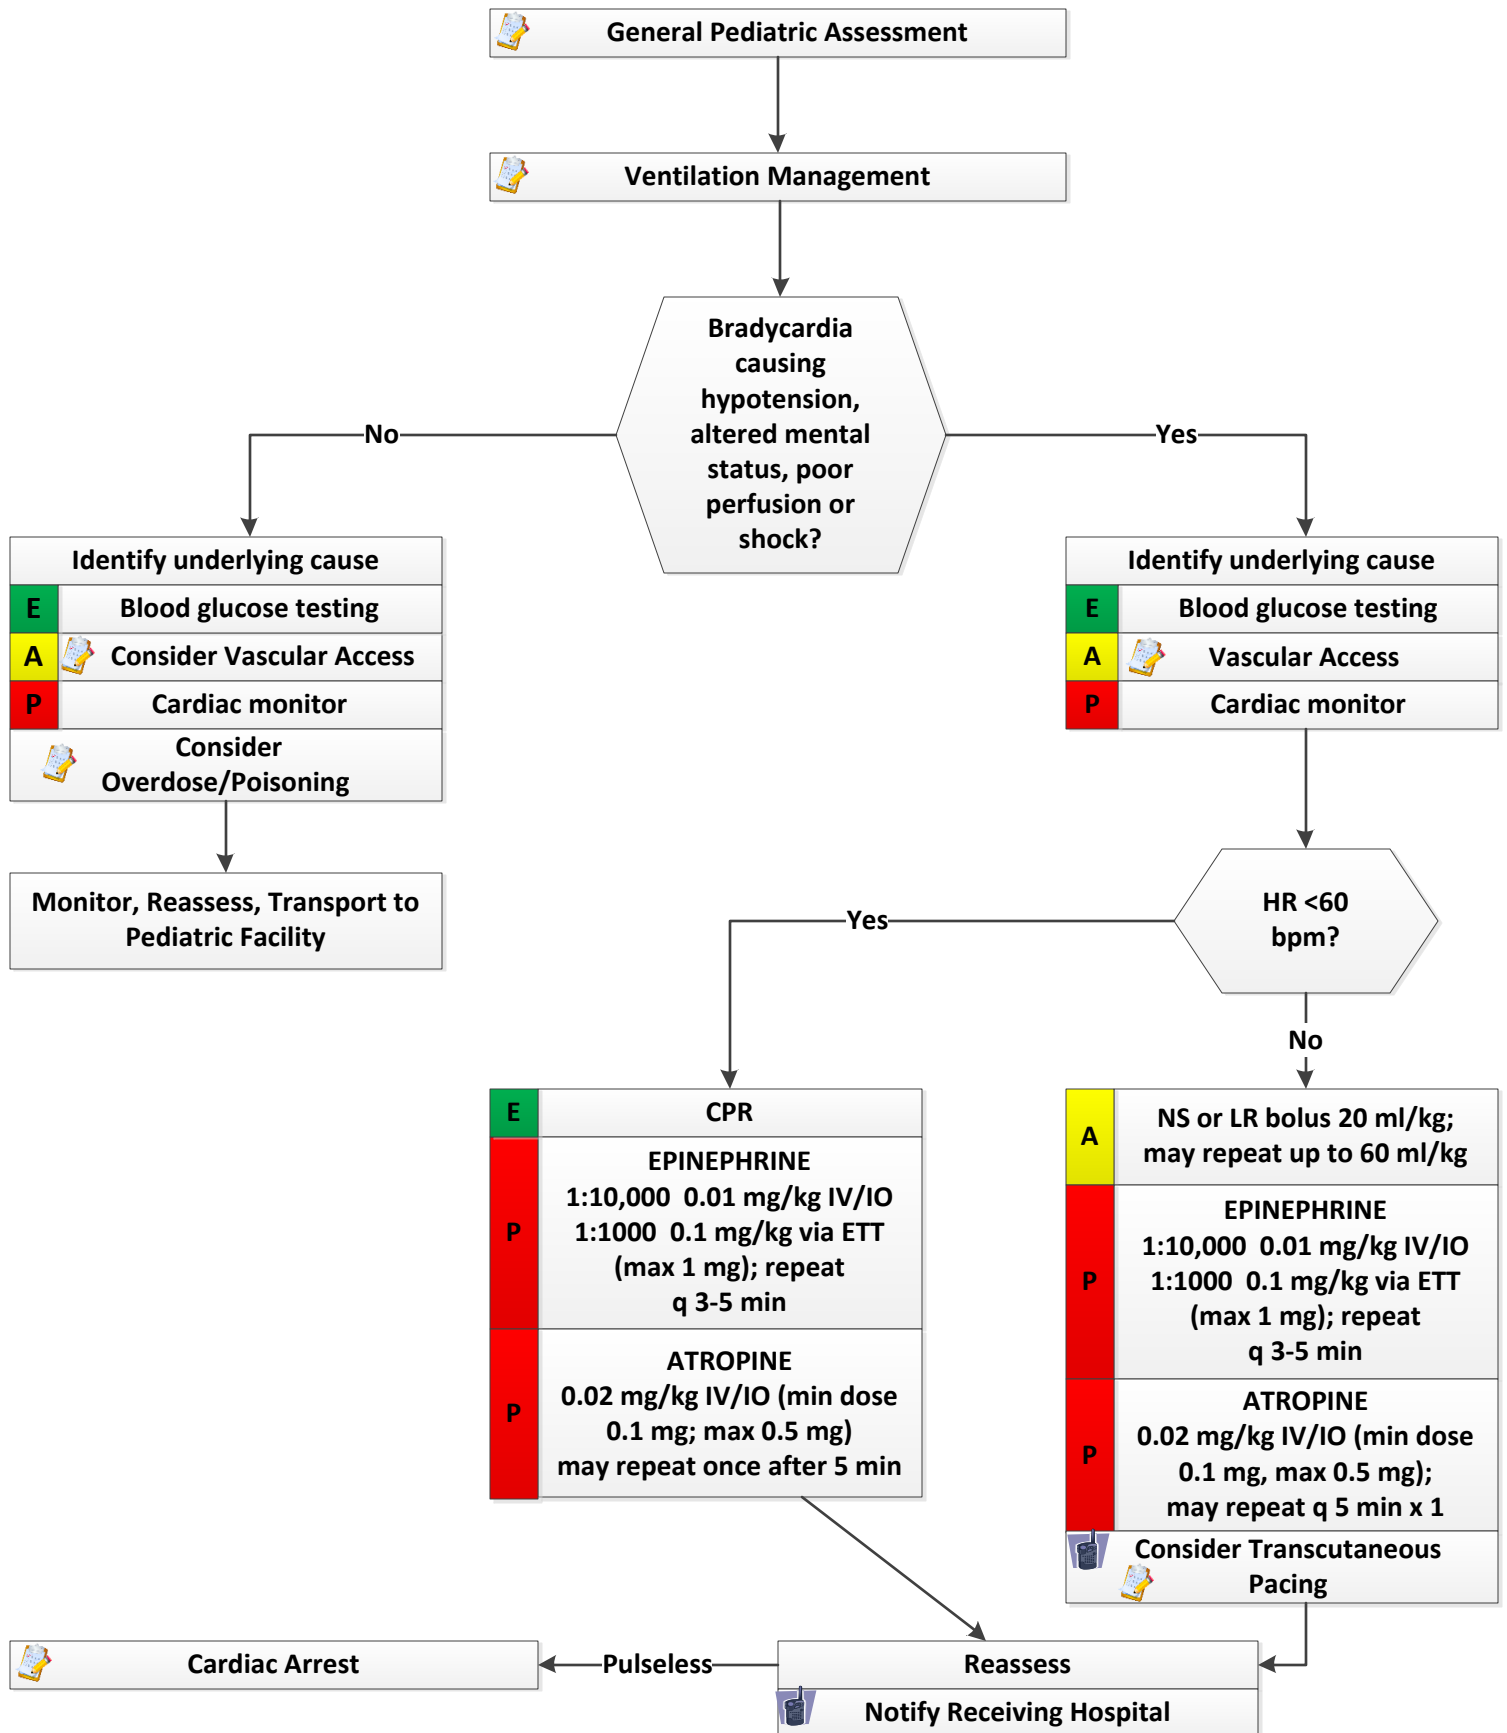 General Pediatric Assessment
Ventilation Management
Bradycardia
causing
hypotension,
altered mental
status, poor
perfusion or
shock?
No
Yes
Identify underlying cause
E Blood glucose testing
A Consider Vascular Access
P Cardiac monitor
Consider
Overdose/Poisoning
Monitor, Reassess, Transport to
Pediatric Facility
Identify underlying cause
E Blood glucose testing
A Vascular Access
P Cardiac monitor
HR <60
bpm?
Yes
No
E CPR
P
EPINEPHRINE
1:10,000 0.01 mg/kg IV/IO
1:1000 0.1 mg/kg via ETT
(max 1 mg); repeat
q 3-5 min
P
ATROPINE
0.02 mg/kg IV/IO (min dose
0.1 mg; max 0.5 mg)
may repeat once after 5 min
A
NS or LR bolus 20 ml/kg;
may repeat up to 60 ml/kg
P
EPINEPHRINE
1:10,000 0.01 mg/kg IV/IO
1:1000 0.1 mg/kg via ETT
(max 1 mg); repeat
q 3-5 min
P
ATROPINE
0.02 mg/kg IV/IO (min dose
0.1 mg, max 0.5 mg);
may repeat q 5 min x 1
Consider Transcutaneous
Pacing
Cardiac Arrest
Pulseless
Reassess
Notify Receiving Hospital